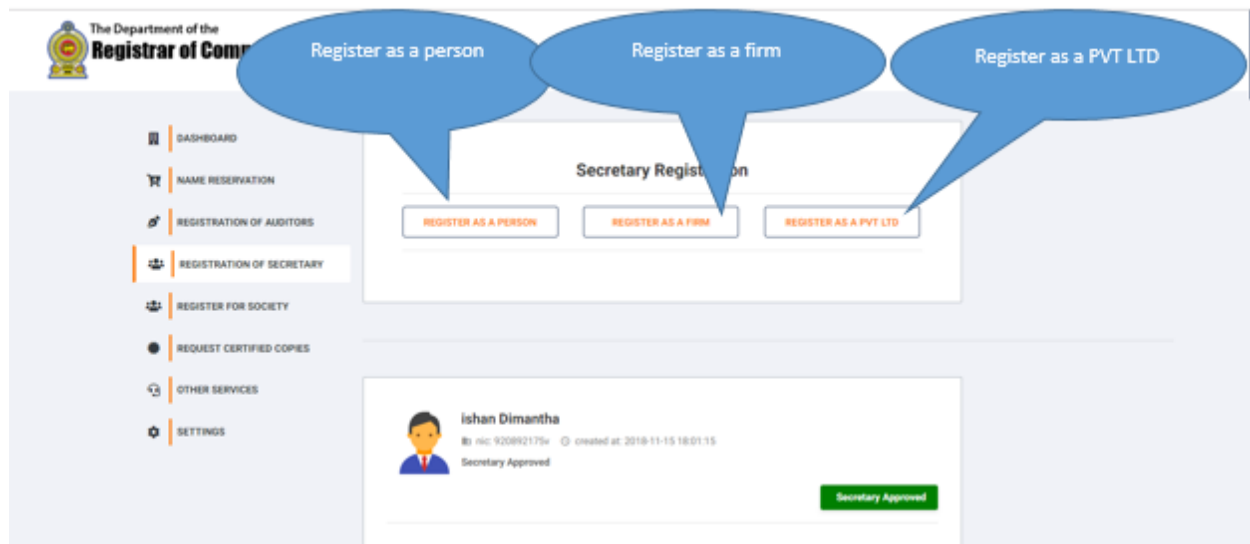 The Department of the
Registrar of Com
Register as a person
Register as a firm
Register as a PVT LTD
DASHBOARD
NAME RESERVATION
REGISTRATION OF AUDITORS
REGISTRATION OF SECRETARY
REGISTER FOR SOCIETY
REQUEST CERTIFIED COPIES
OTHER SERVICES
SETTINGS
Secretary Regist on
REGISTER AS A PERSON
REGISTER AS A FIRM
REGISTER AS A PVT LTD
ishan Dimantha
nic: 920892175v created at: 2018-11-15 18:01:15
Secretary Approved
Secretary Approved